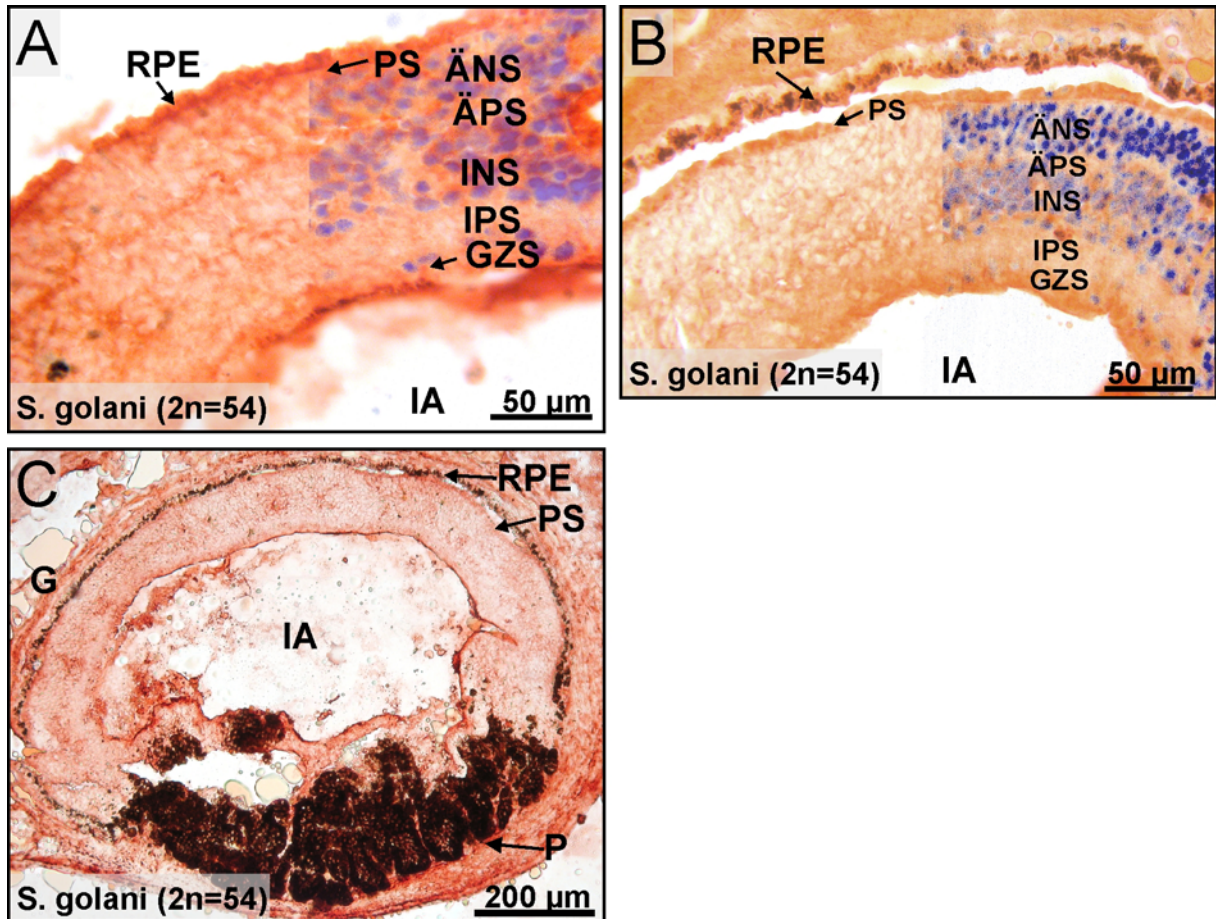 A
RPE
PS
ÄNS
ÄPS
INS
IPS
GZS
S. golani (2n=54)
IA
50 µm
B
RPE
PS
ÄNS
ÄPS
INS
IPS
GZS
S. golani (2n=54)
IA
50 µm
C
RPE
PS
G
IA
P
S. golani (2n=54)
200 µm